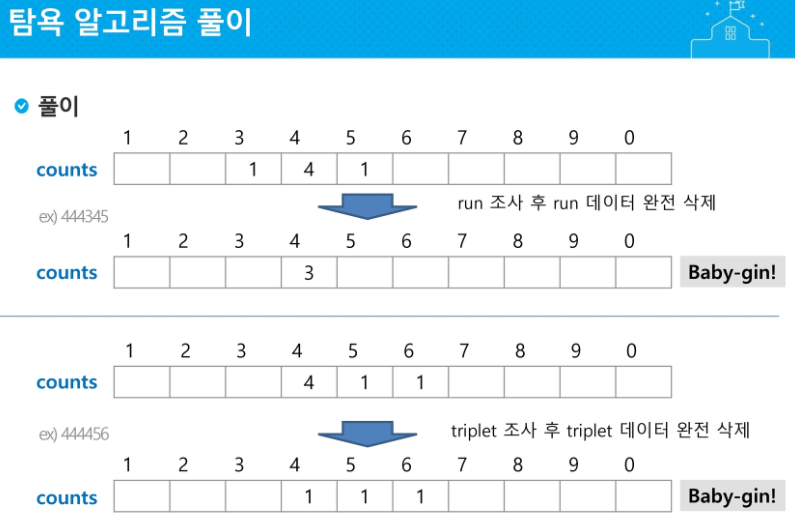 탐욕 알고리즘 풀이
풀이
1 2 3 4 5 6 7 8 9 0
counts 1 4 1
run 조사 후 run 데이터 완전 삭제
ex) 444345
1 2 3 4 5 6 7 8 9 0
counts 3 Baby-gin!
1 2 3 4 5 6 7 8 9 0
counts 4 1 1
triplet 조사 후 triplet 데이터 완전 삭제
ex) 444456
1 2 3 4 5 6 7 8 9 0
counts 1 1 1 Baby-gin!